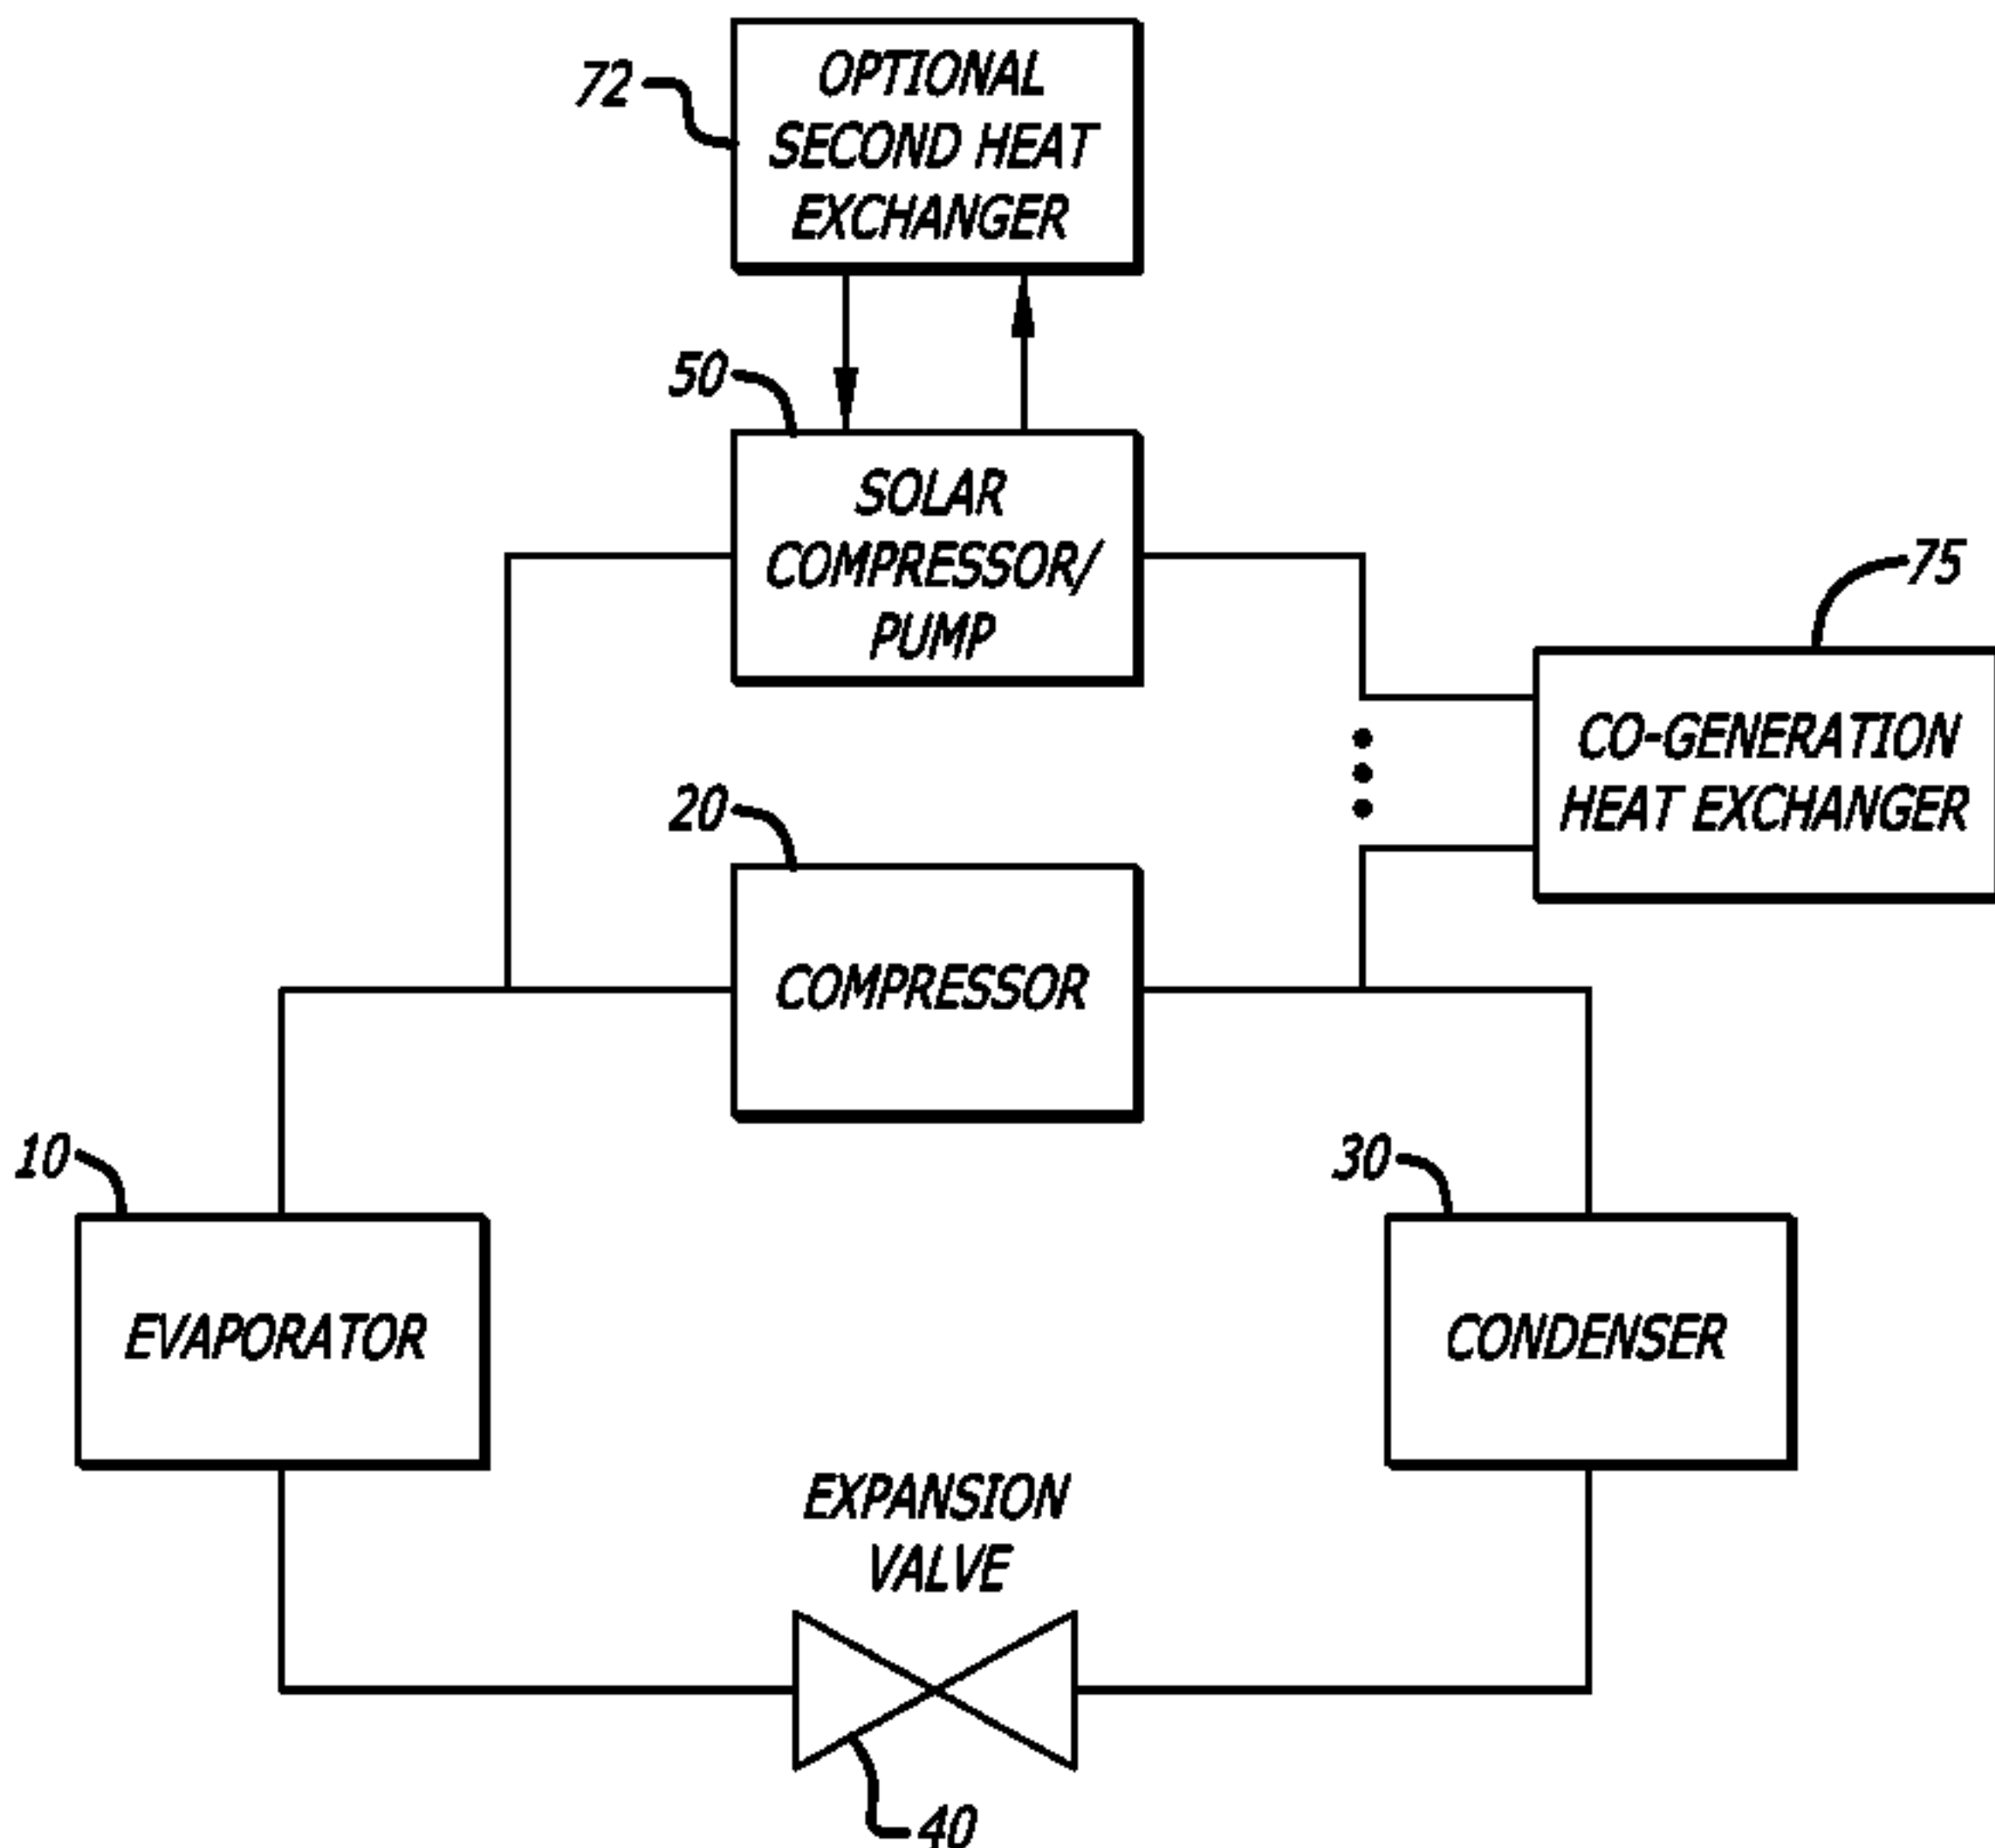 72
OPTIONAL
SECOND HEAT
EXCHANGER
50
SOLAR
COMPRESSOR/
PUMP
75
CO-GENERATION
HEAT EXCHANGER
20
COMPRESSOR
10
EVAPORATOR
30
CONDENSER
EXPANSION
VALVE
40